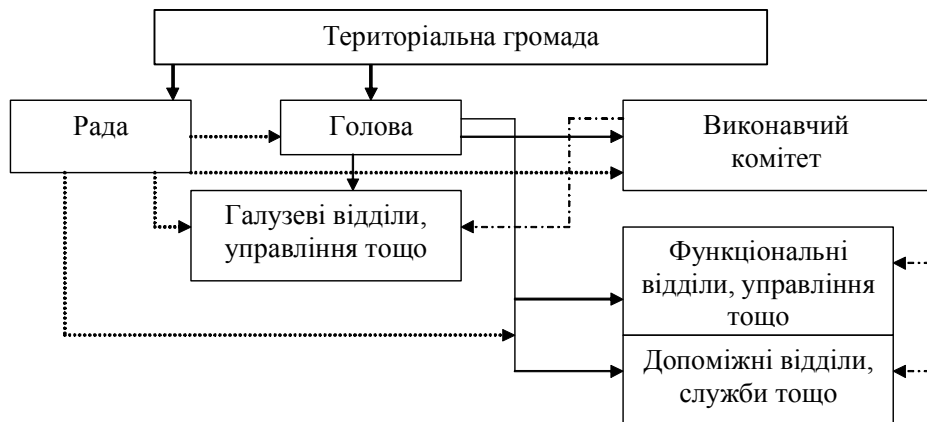 Територіальна громада
Рада
Голова
Виконавчий
комітет
Галузеві відділи,
управління тощо
Функціональні
відділи, управління
тощо
Допоміжні відділи,
служби тощо